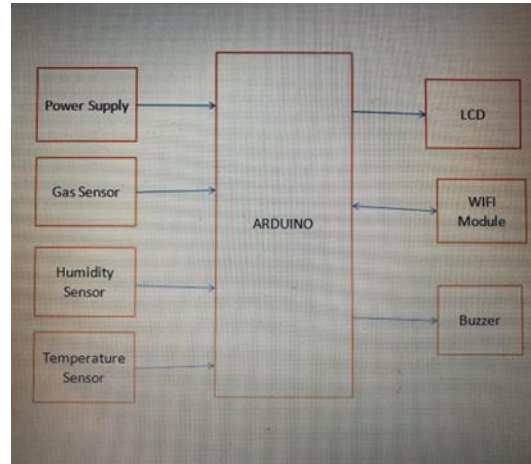 Power Supply
Gas Sensor
Humidity
Sensor
Temperature
Sensor
ARDUINO
LCD
WIFI
Module
Buzzer